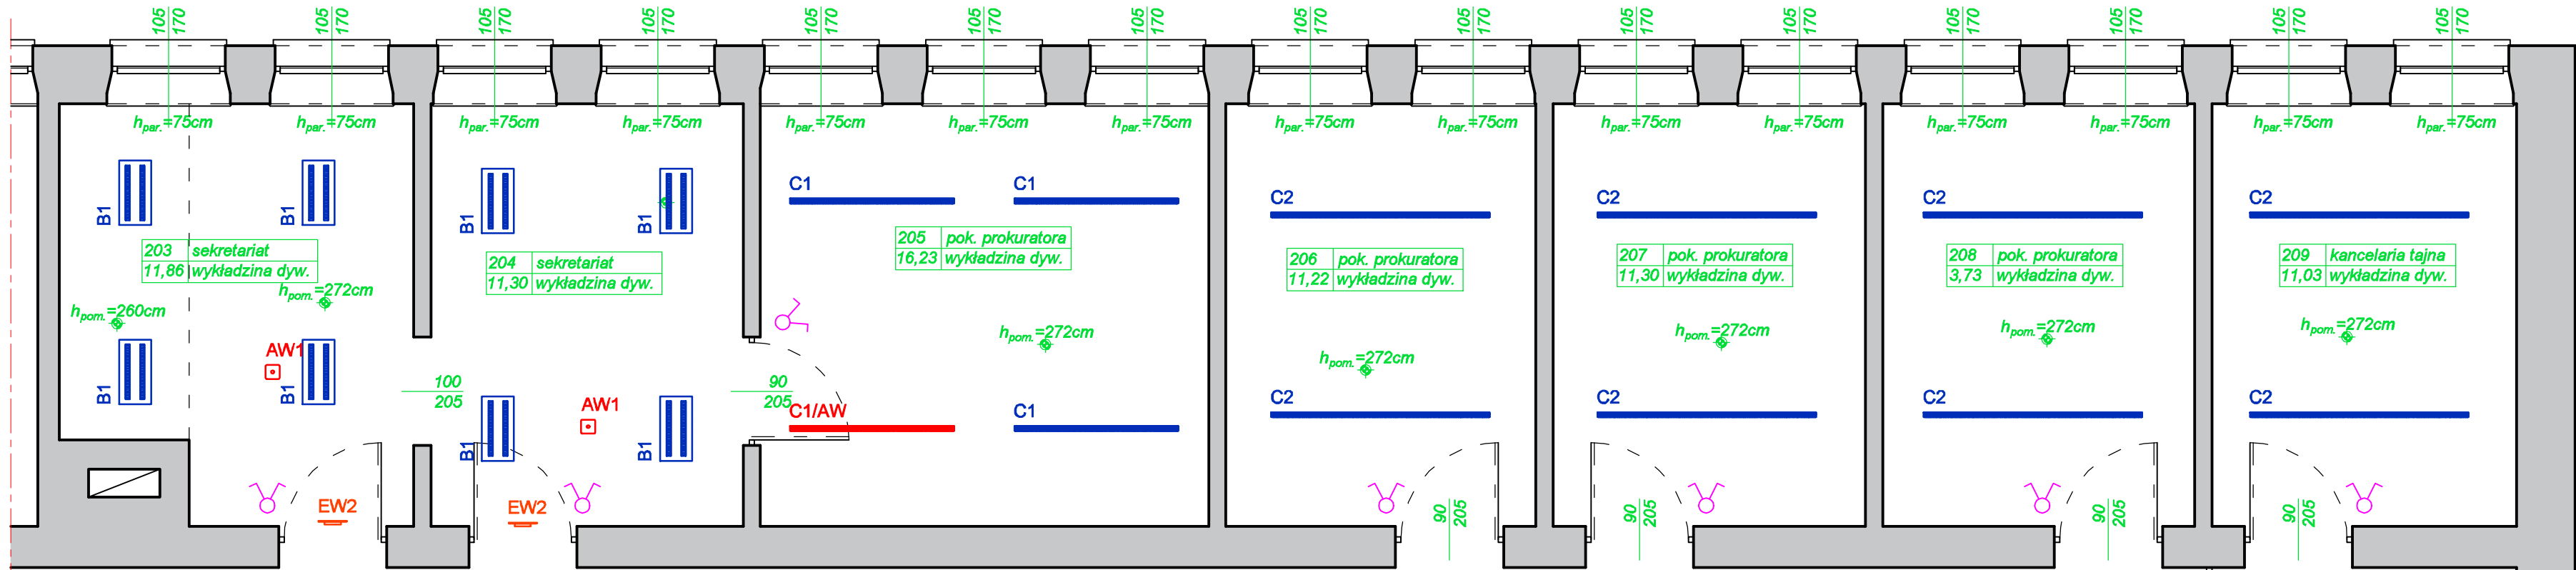 105 170 105 170 105 170 105 170 105 170 105 170 105 170 105 170 105 170 105 170 105 170 105 170 105 170 105 170 105 170
hpar.=75cm hpar.=75cm hpar.=75cm hpar.=75cm hpar.=75cm hpar.=75cm hpar.=75cm hpar.=75cm hpar.=75cm hpar.=75cm hpar.=75cm hpar.=75cm hpar.=75cm hpar.=75cm hpar.=75cm
B1 B1
203 sekretariat
11,86 wykładzina dyw.
hpom.=260cm
hpom.=272cm
AW1
B1 B1
EW2
B1 B1
204 sekretariat
11,30 wykładzina dyw.
100
205
AW1
B1 B1
EW2
C1 C1
205 pok. prokuratora
16,23 wykładzina dyw.
hpom.=272cm
90
205
C1/AW C1
C2
206 pok. prokuratora
11,22 wykładzina dyw.
hpom.=272cm
C2
90
205
C2
207 pok. prokuratora
11,30 wykładzina dyw.
hpom.=272cm
C2
90
205
C2
208 pok. prokuratora
3,73 wykładzina dyw.
hpom.=272cm
C2
90
205
C2
209 kancelaria tajna
11,03 wykładzina dyw.
hpom.=272cm
C2
90
205